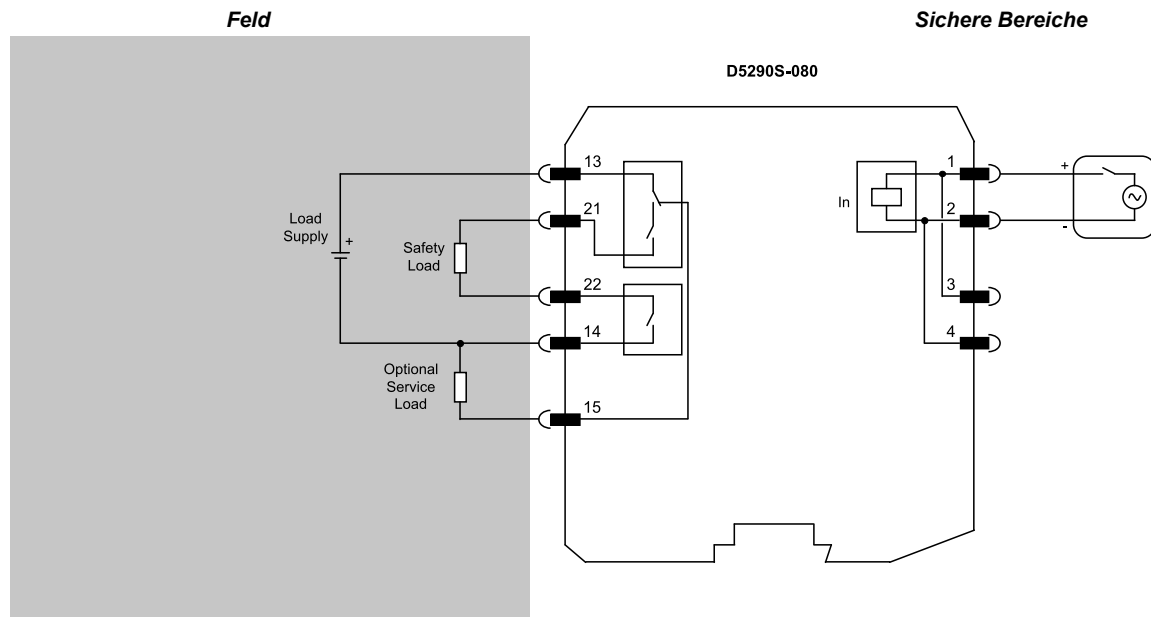 Feld
Sichere Bereiche
D5290S-080
13
21
22
14
15
Load
Supply
+
Safety
Load
Optional
Service
Load
In
1
2
3
4
+
-